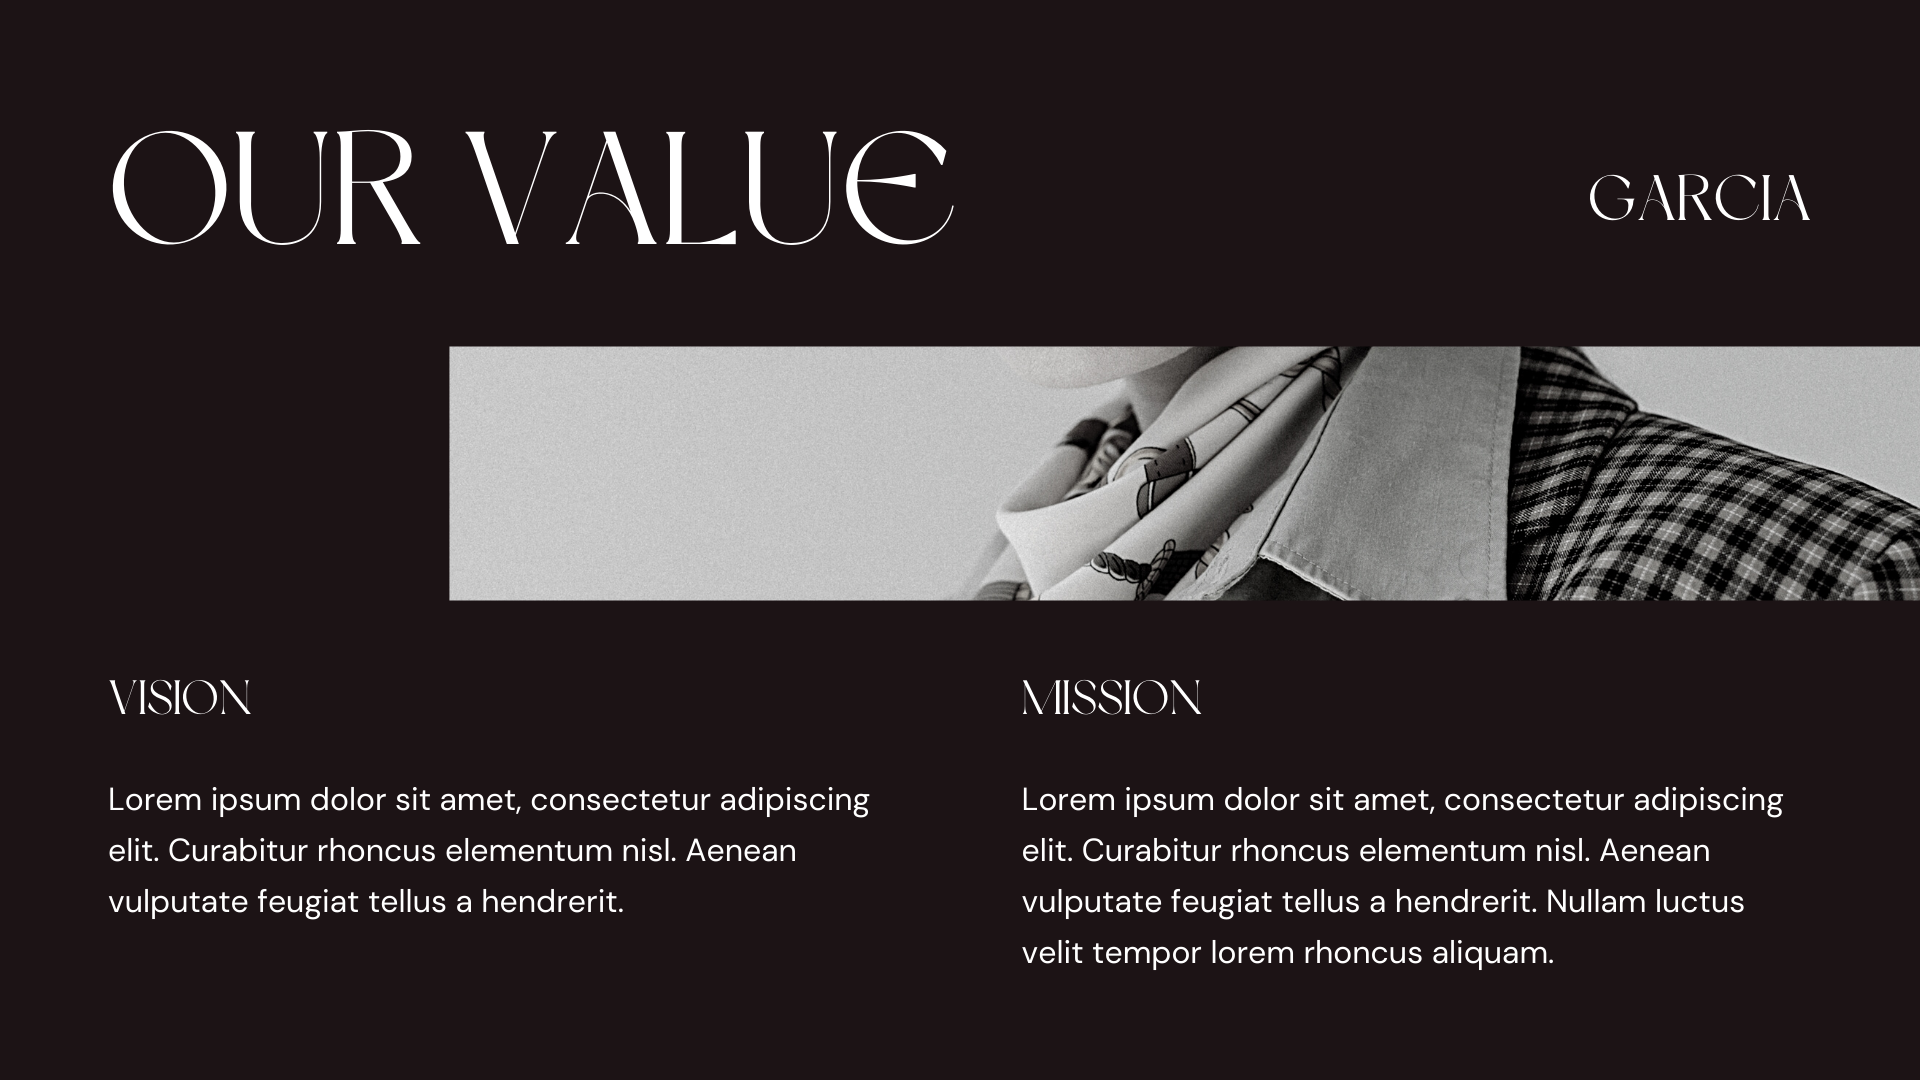 OUR VALUE
GARCIA
VISION
Lorem ipsum dolor sit amet, consectetur adipiscing
elit. Curabitur rhoncus elementum nisl. Aenean
vulputate feugiat tellus a hendrerit.
MISSION
Lorem ipsum dolor sit amet, consectetur adipiscing
elit. Curabitur rhoncus elementum nisl. Aenean
vulputate feugiat tellus a hendrerit. Nullam luctus
velit tempor lorem rhoncus aliquam.